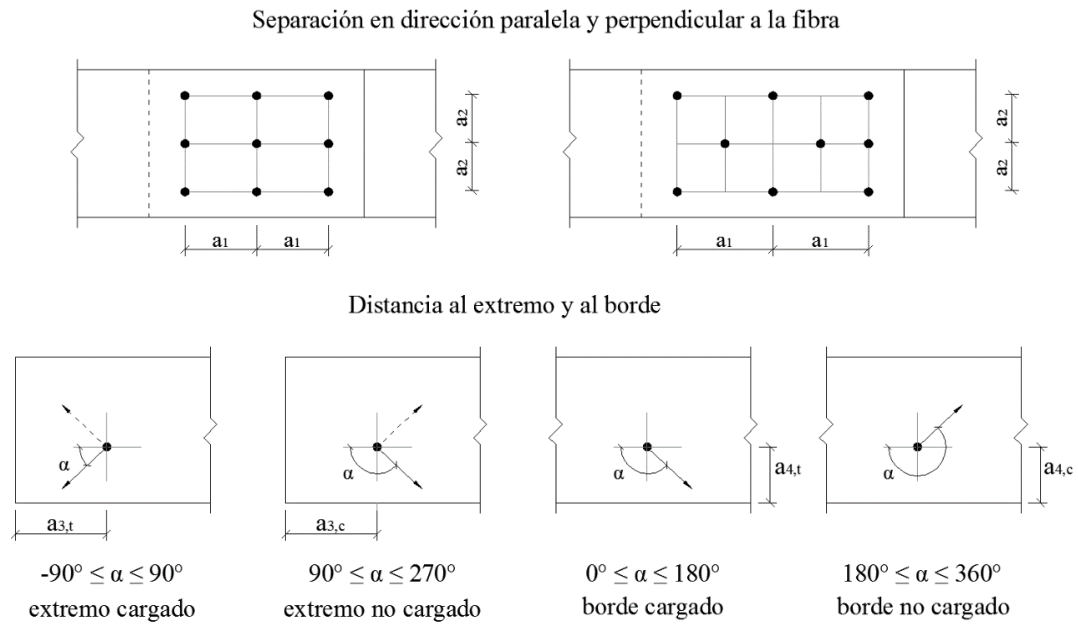 Separación en dirección paralela y perpendicular a la fibra
a2
a2
a1 a1
a2
a2
a1 a1
Distancia al extremo y al borde
α
a3,t
α
a3,c
α
a4,t
α
a4,c
-90° ≤ α ≤ 90°
extremo cargado
90° ≤ α ≤ 270°
extremo no cargado
0° ≤ α ≤ 180°
borde cargado
180° ≤ α ≤ 360°
borde no cargado